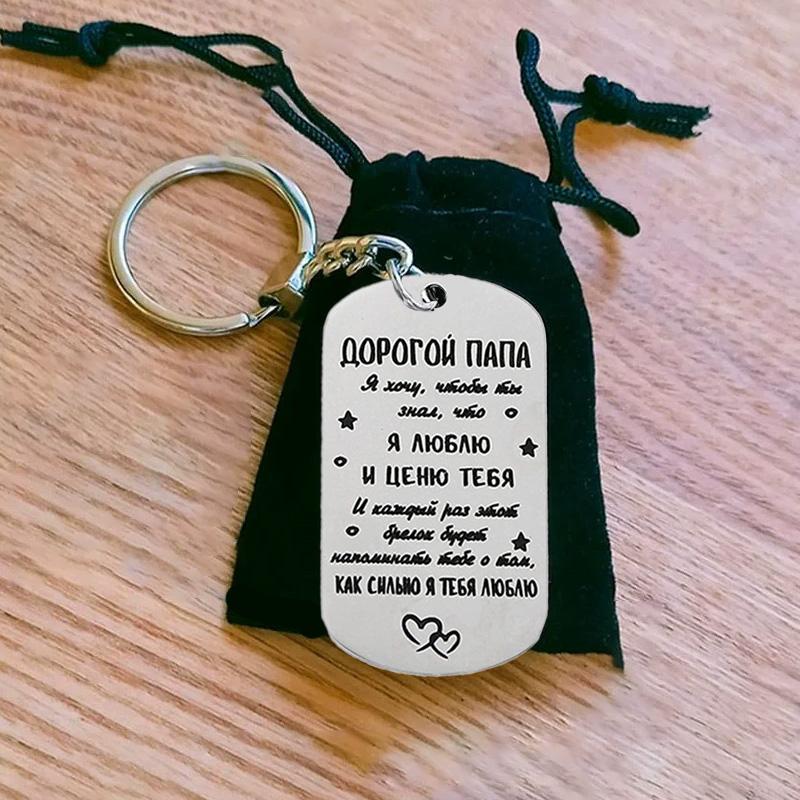 ДОРОГОЙ ПАПА
Я хочу, чтобы ты
знал, что
Я ЛЮБЛЮ
И ЦЕНЮ ТЕБЯ
И каждый раз этот
брелок будет
напоминать тебе о том,
КАК СИЛЬНО Я ТЕБЯ ЛЮБЛЮ